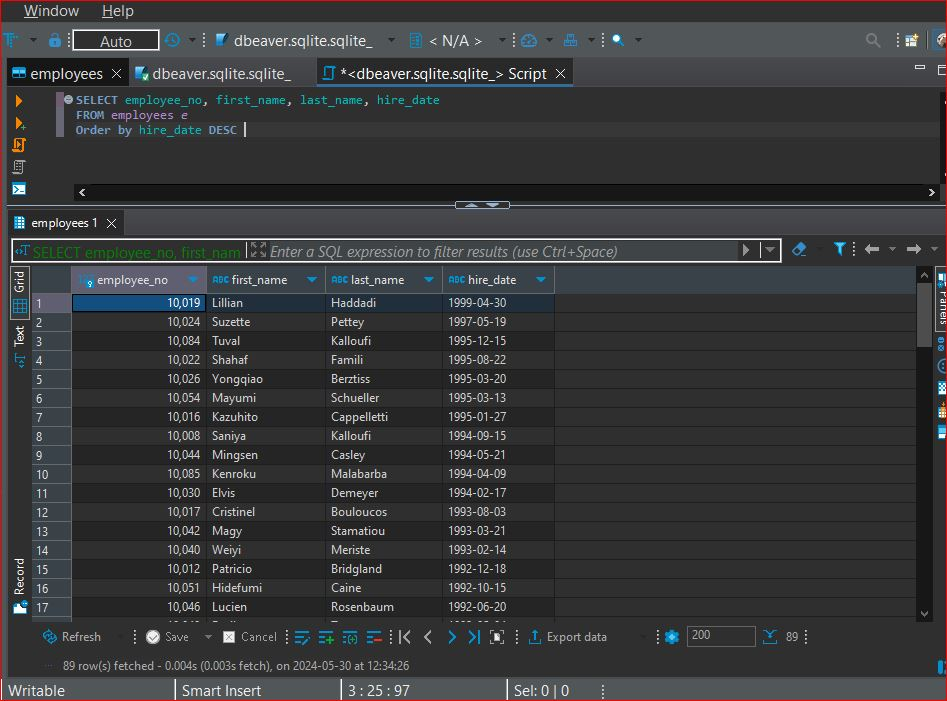 Window Help
Auto dbeaver.sqlite.sqlite_ < N/A >
employees dbeaver.sqlite.sqlite_ *<dbeaver.sqlite.sqlite_> Script
SELECT employee_no, first_name, last_name, hire_date
FROM employees e
Order by hire_date DESC
employees 1
SELECT employee_no, first_nam Enter a SQL expression to filter results (use Ctrl+Space)
Grid
Text
Record
Panels
123 employee_no ABC first_name ABC last_name ABC hire_date
1 10,019 Lillian Haddadi 1999-04-30
2 10,024 Suzette Pettey 1997-05-19
3 10,084 Tuval Kalloufi 1995-12-15
4 10,022 Shahaf Famili 1995-08-22
5 10,026 Yongqiao Berztiss 1995-03-20
6 10,054 Mayumi Schueller 1995-03-13
7 10,016 Kazuhito Cappelletti 1995-01-27
8 10,008 Saniya Kalloufi 1994-09-15
9 10,044 Mingsen Casley 1994-05-21
10 10,085 Kenroku Malabarba 1994-04-09
11 10,030 Elvis Demeyer 1994-02-17
12 10,017 Cristinel Bouloucos 1993-08-03
13 10,042 Magy Stamatiou 1993-03-21
14 10,040 Weiyi Meriste 1993-02-14
15 10,012 Patricio Bridgland 1992-12-18
16 10,051 Hidefumi Caine 1992-10-15
17 10,046 Lucien Rosenbaum 1992-06-20
Refresh Save Cancel Export data 200 89
89 row(s) fetched - 0.004s (0.003s fetch), on 2024-05-30 at 12:34:26
Writable Smart Insert 3 : 25 : 97 Sel: 0 | 0